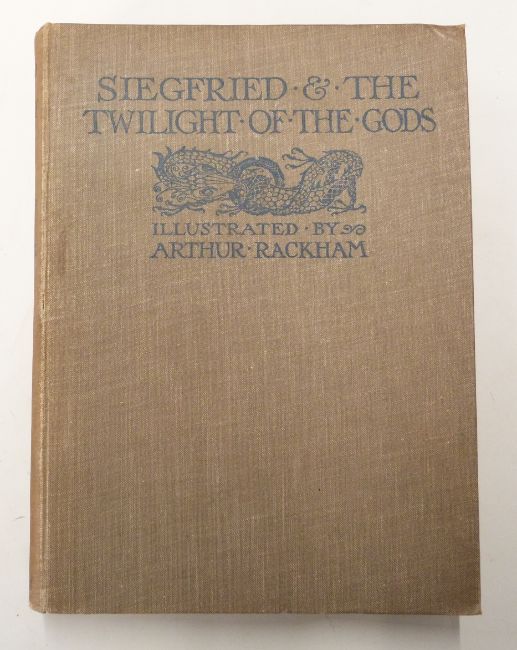 SIEGFRIED · & · THE
TWILIGHT · OF · THE · GODS
ILLUSTRATED · BY
ARTHUR · RACKHAM